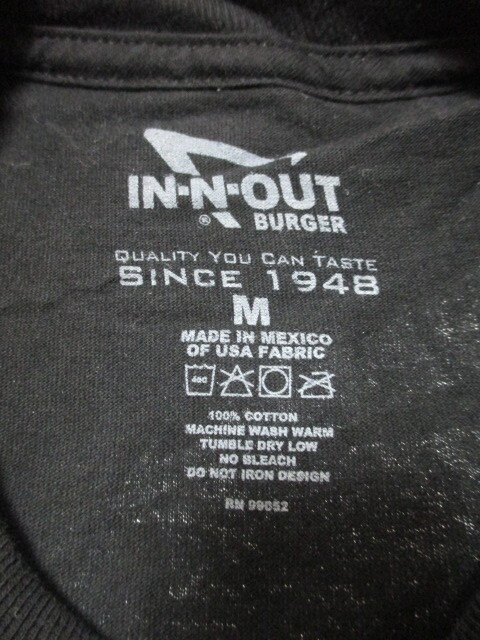 IN-N-OUT
® BURGER
QUALITY YOU CAN TASTE
SINCE 1948
M
MADE IN MEXICO
OF USA FABRIC
40C
100% COTTON
MACHINE WASH WARM
TUMBLE DRY LOW
NO BLEACH
DO NOT IRON DESIGN
RN 99052